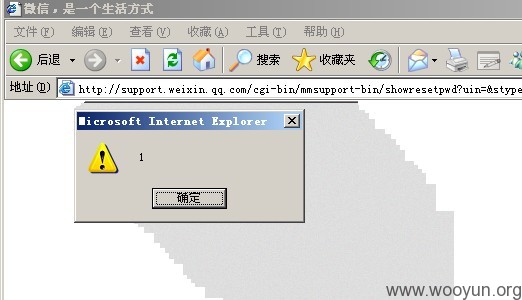 微信，是一个生活方式
文件(F) 编辑(E) 查看(V) 收藏(A) 工具(T) 帮助(H)
后退 搜索 收藏夹
地址(D) http://support.weixin.qq.com/cgi-bin/mmsupport-bin/showresetpwd?uin=&stype
Microsoft Internet Explorer
1
确定
www.wooyun.org